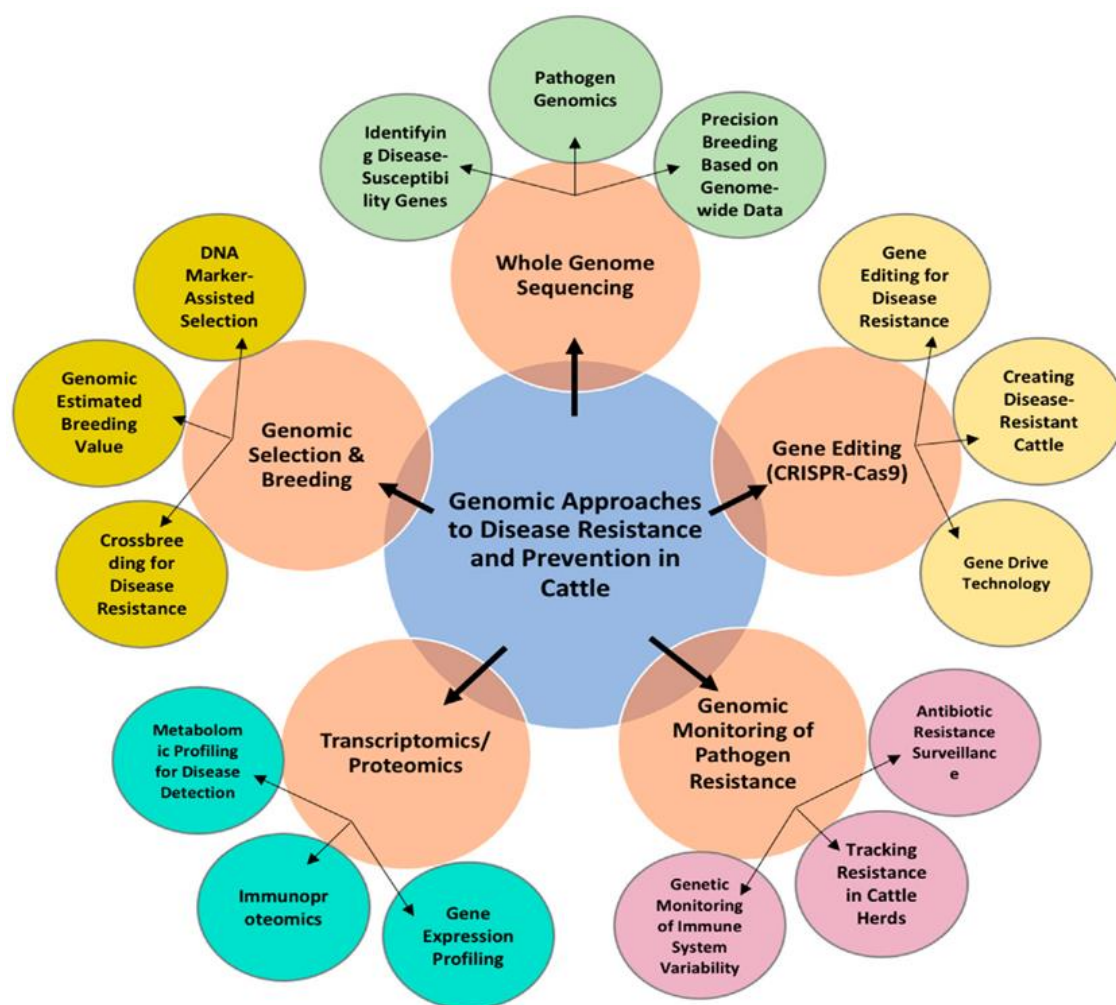 Pathogen
Genomics
Identifyin
g Disease-
Susceptibi
lity Genes
Precision
Breeding
Based on
Genome-
wide Data
Whole Genome
Sequencing
DNA
Marker-
Assisted
Selection
Genomic
Estimated
Breeding
Value
Crossbree
ding for
Disease
Resistance
Genomic
Selection &
Breeding
Gene
Editing for
Disease
Resistance
Creating
Disease-
Resistant
Cattle
Gene Drive
Technology
Gene Editing
(CRISPR-Cas9)
Genomic Approaches
to Disease Resistance
and Prevention in
Cattle
Transcriptomics/
Proteomics
Metabolom
ic Profiling
for Disease
Detection
Immunopr
oteomics
Gene
Expression
Profiling
Genomic
Monitoring of
Pathogen
Resistance
Antibiotic
Resistance
Surveillanc
e
Tracking
Resistance
in Cattle
Herds
Genetic
Monitoring
of Immune
System
Variability